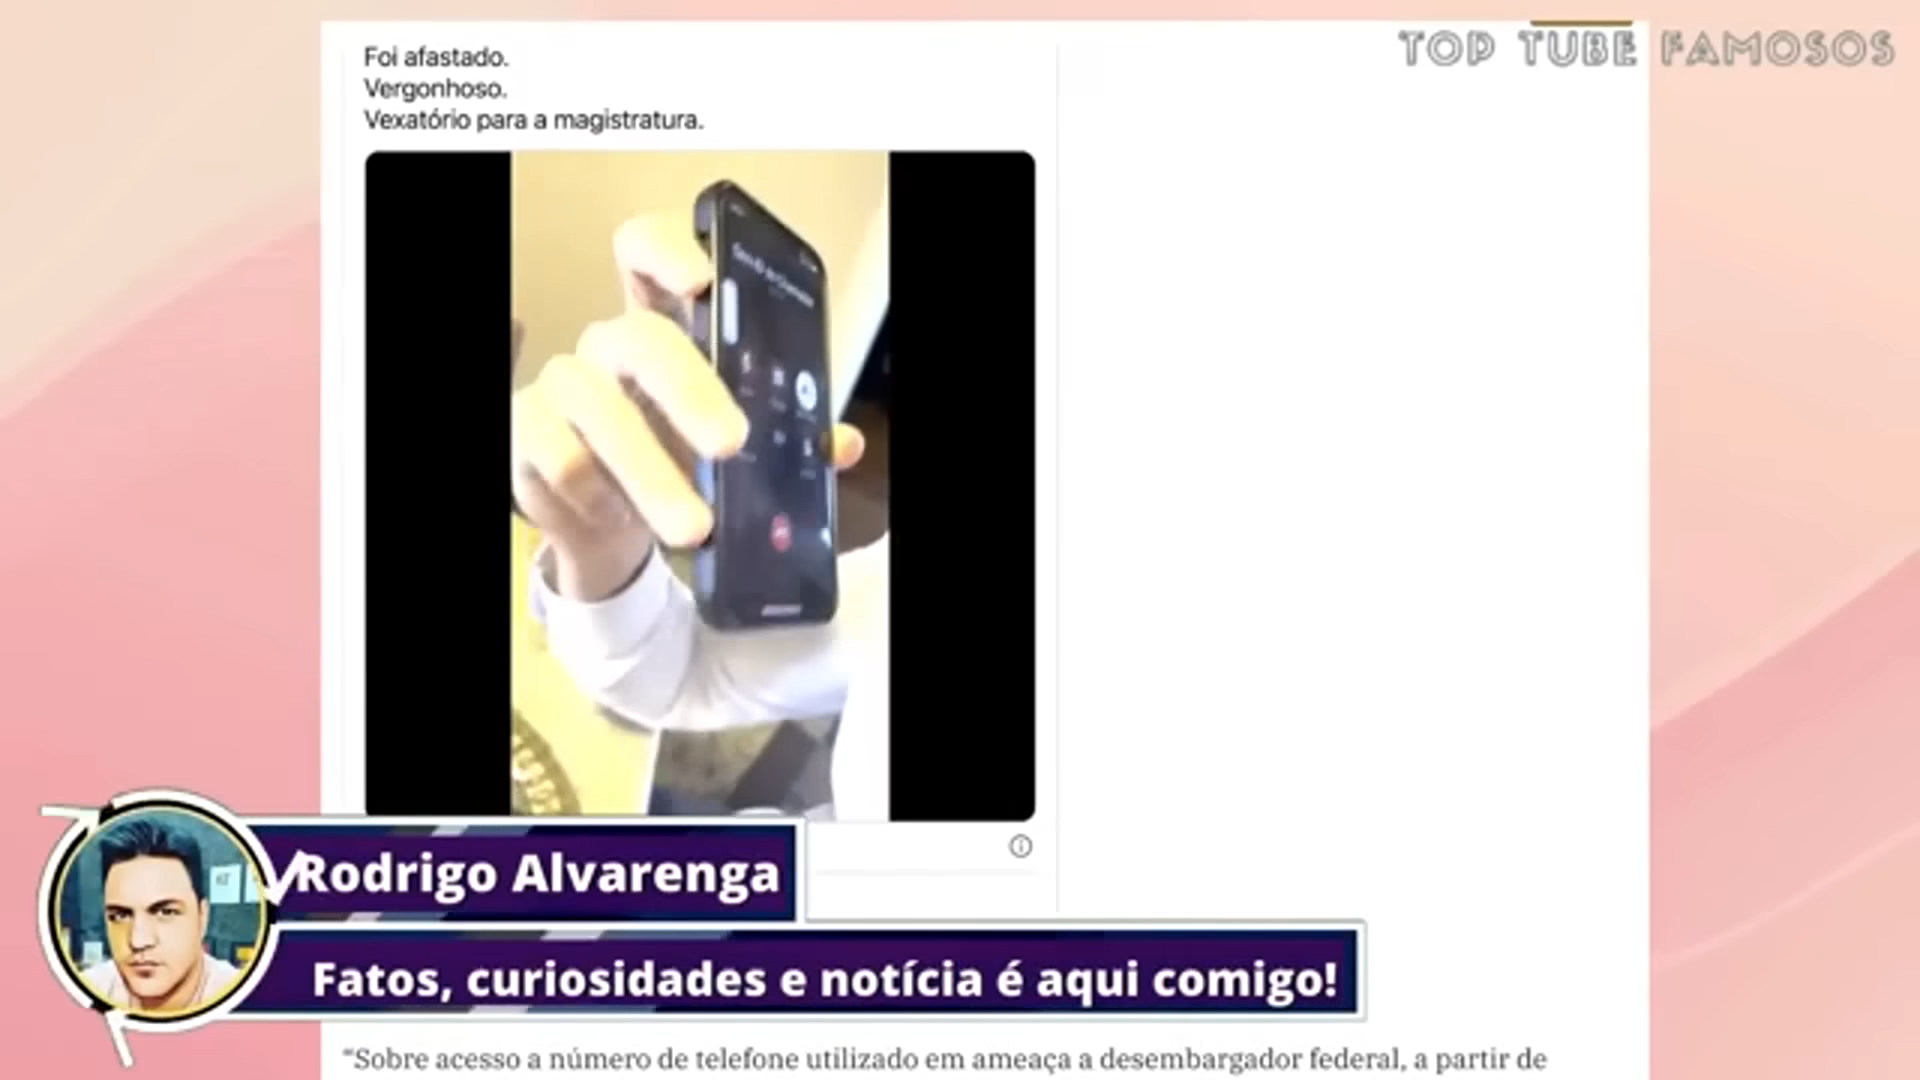 TOP TUBE FAMOSOS
Foi afastado.
Vergonhoso.
Vexatório para a magistratura.
Rodrigo Alvarenga
Fatos, curiosidades e notícia é aqui comigo!
“Sobre acesso a número de telefone utilizado em ameaça a desembargador federal, a partir de